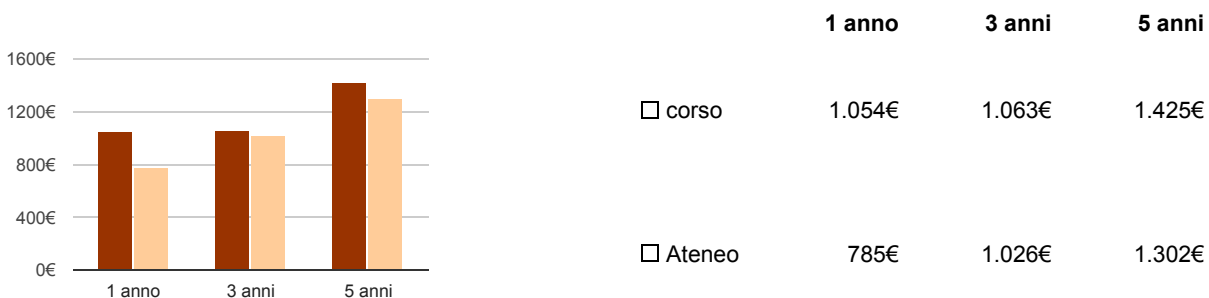 1600€
1200€
800€
400€
0€
1 anno 3 anni 5 anni
1 anno 3 anni 5 anni
corso 1.054€ 1.063€ 1.425€
Ateneo 785€ 1.026€ 1.302€